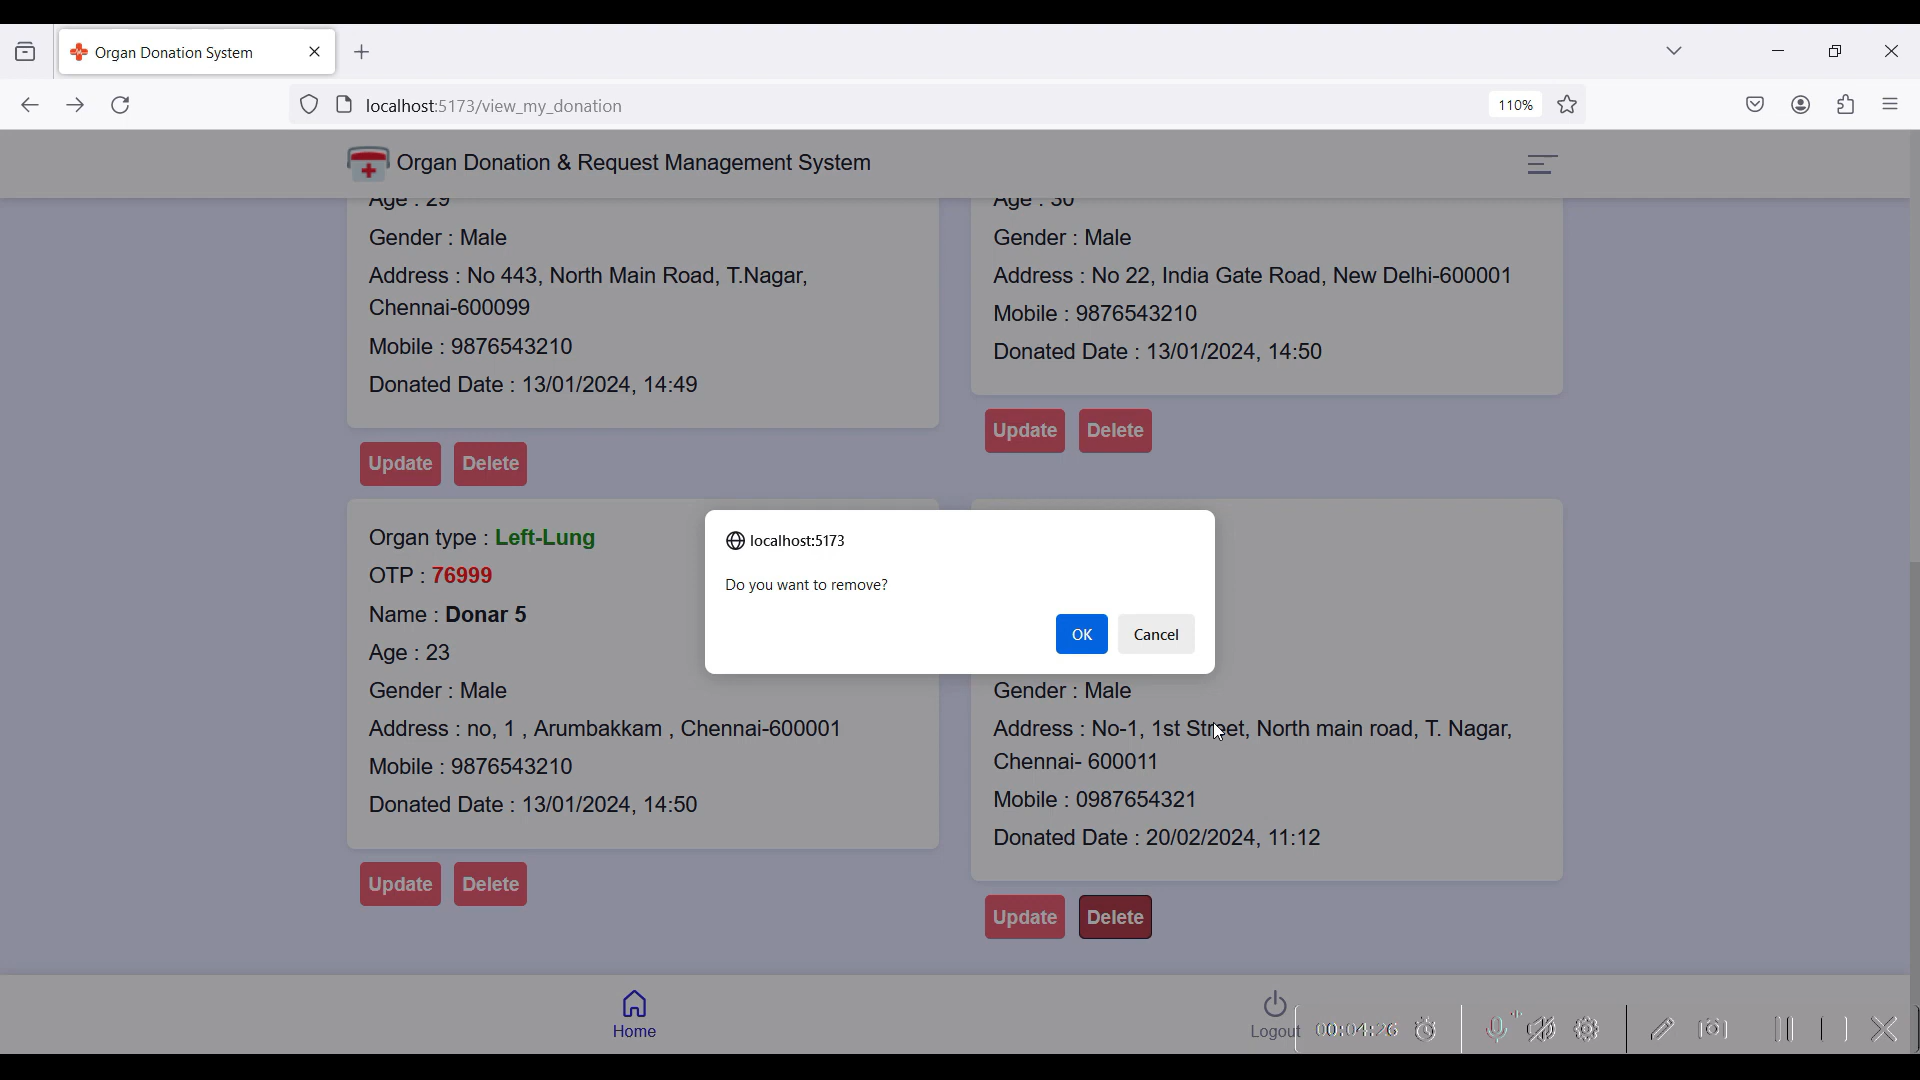 Organ Donation System
localhost:5173/view_my_donation
110%
Organ Donation & Request Management System
Age : 29
Gender : Male
Address : No 443, North Main Road, T.Nagar,
Chennai-600099
Mobile : 9876543210
Donated Date : 13/01/2024, 14:49
Update
Delete
Age : 30
Gender : Male
Address : No 22, India Gate Road, New Delhi-600001
Mobile : 9876543210
Donated Date : 13/01/2024, 14:50
Update
Delete
Organ type : Left-Lung
OTP : 76999
Name : Donar 5
Age : 23
Gender : Male
Address : no, 1 , Arumbakkam , Chennai-600001
Mobile : 9876543210
Donated Date : 13/01/2024, 14:50
Update
Delete
localhost:5173
Do you want to remove?
OK
Cancel
Gender : Male
Address : No-1, 1st Street, North main road, T. Nagar,
Chennai- 600011
Mobile : 0987654321
Donated Date : 20/02/2024, 11:12
Update
Delete
Home
Logout
00:04:26